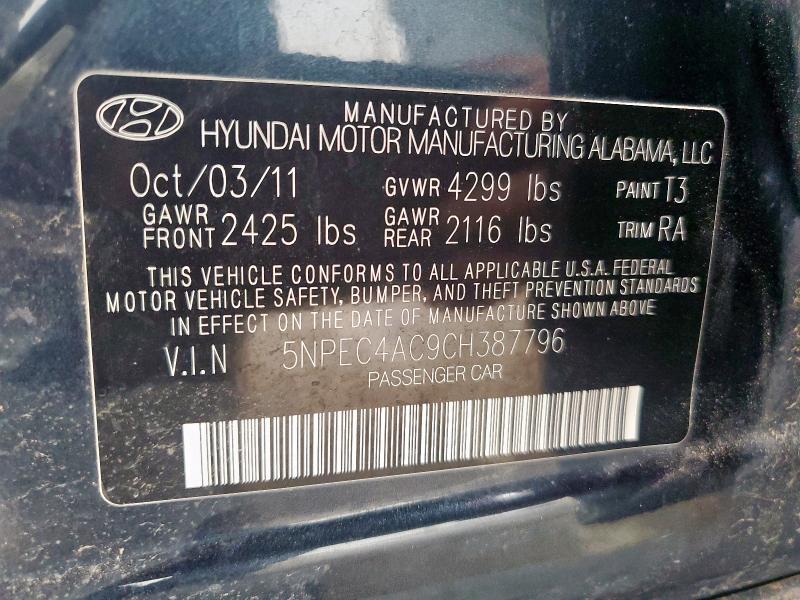 MANUFACTURED BY
HYUNDAI MOTOR MANUFACTURING ALABAMA, LLC
Oct/03/11 GVWR 4299 lbs PAINT T3
GAWR FRONT 2425 lbs GAWR REAR 2116 lbs TRIM RA
THIS VEHICLE CONFORMS TO ALL APPLICABLE U.S.A. FEDERAL
MOTOR VEHICLE SAFETY, BUMPER, AND THEFT PREVENTION STANDARDS
IN EFFECT ON THE DATE OF MANUFACTURE SHOWN ABOVE
V.I.N 5NPEC4AC9CH387796
PASSENGER CAR